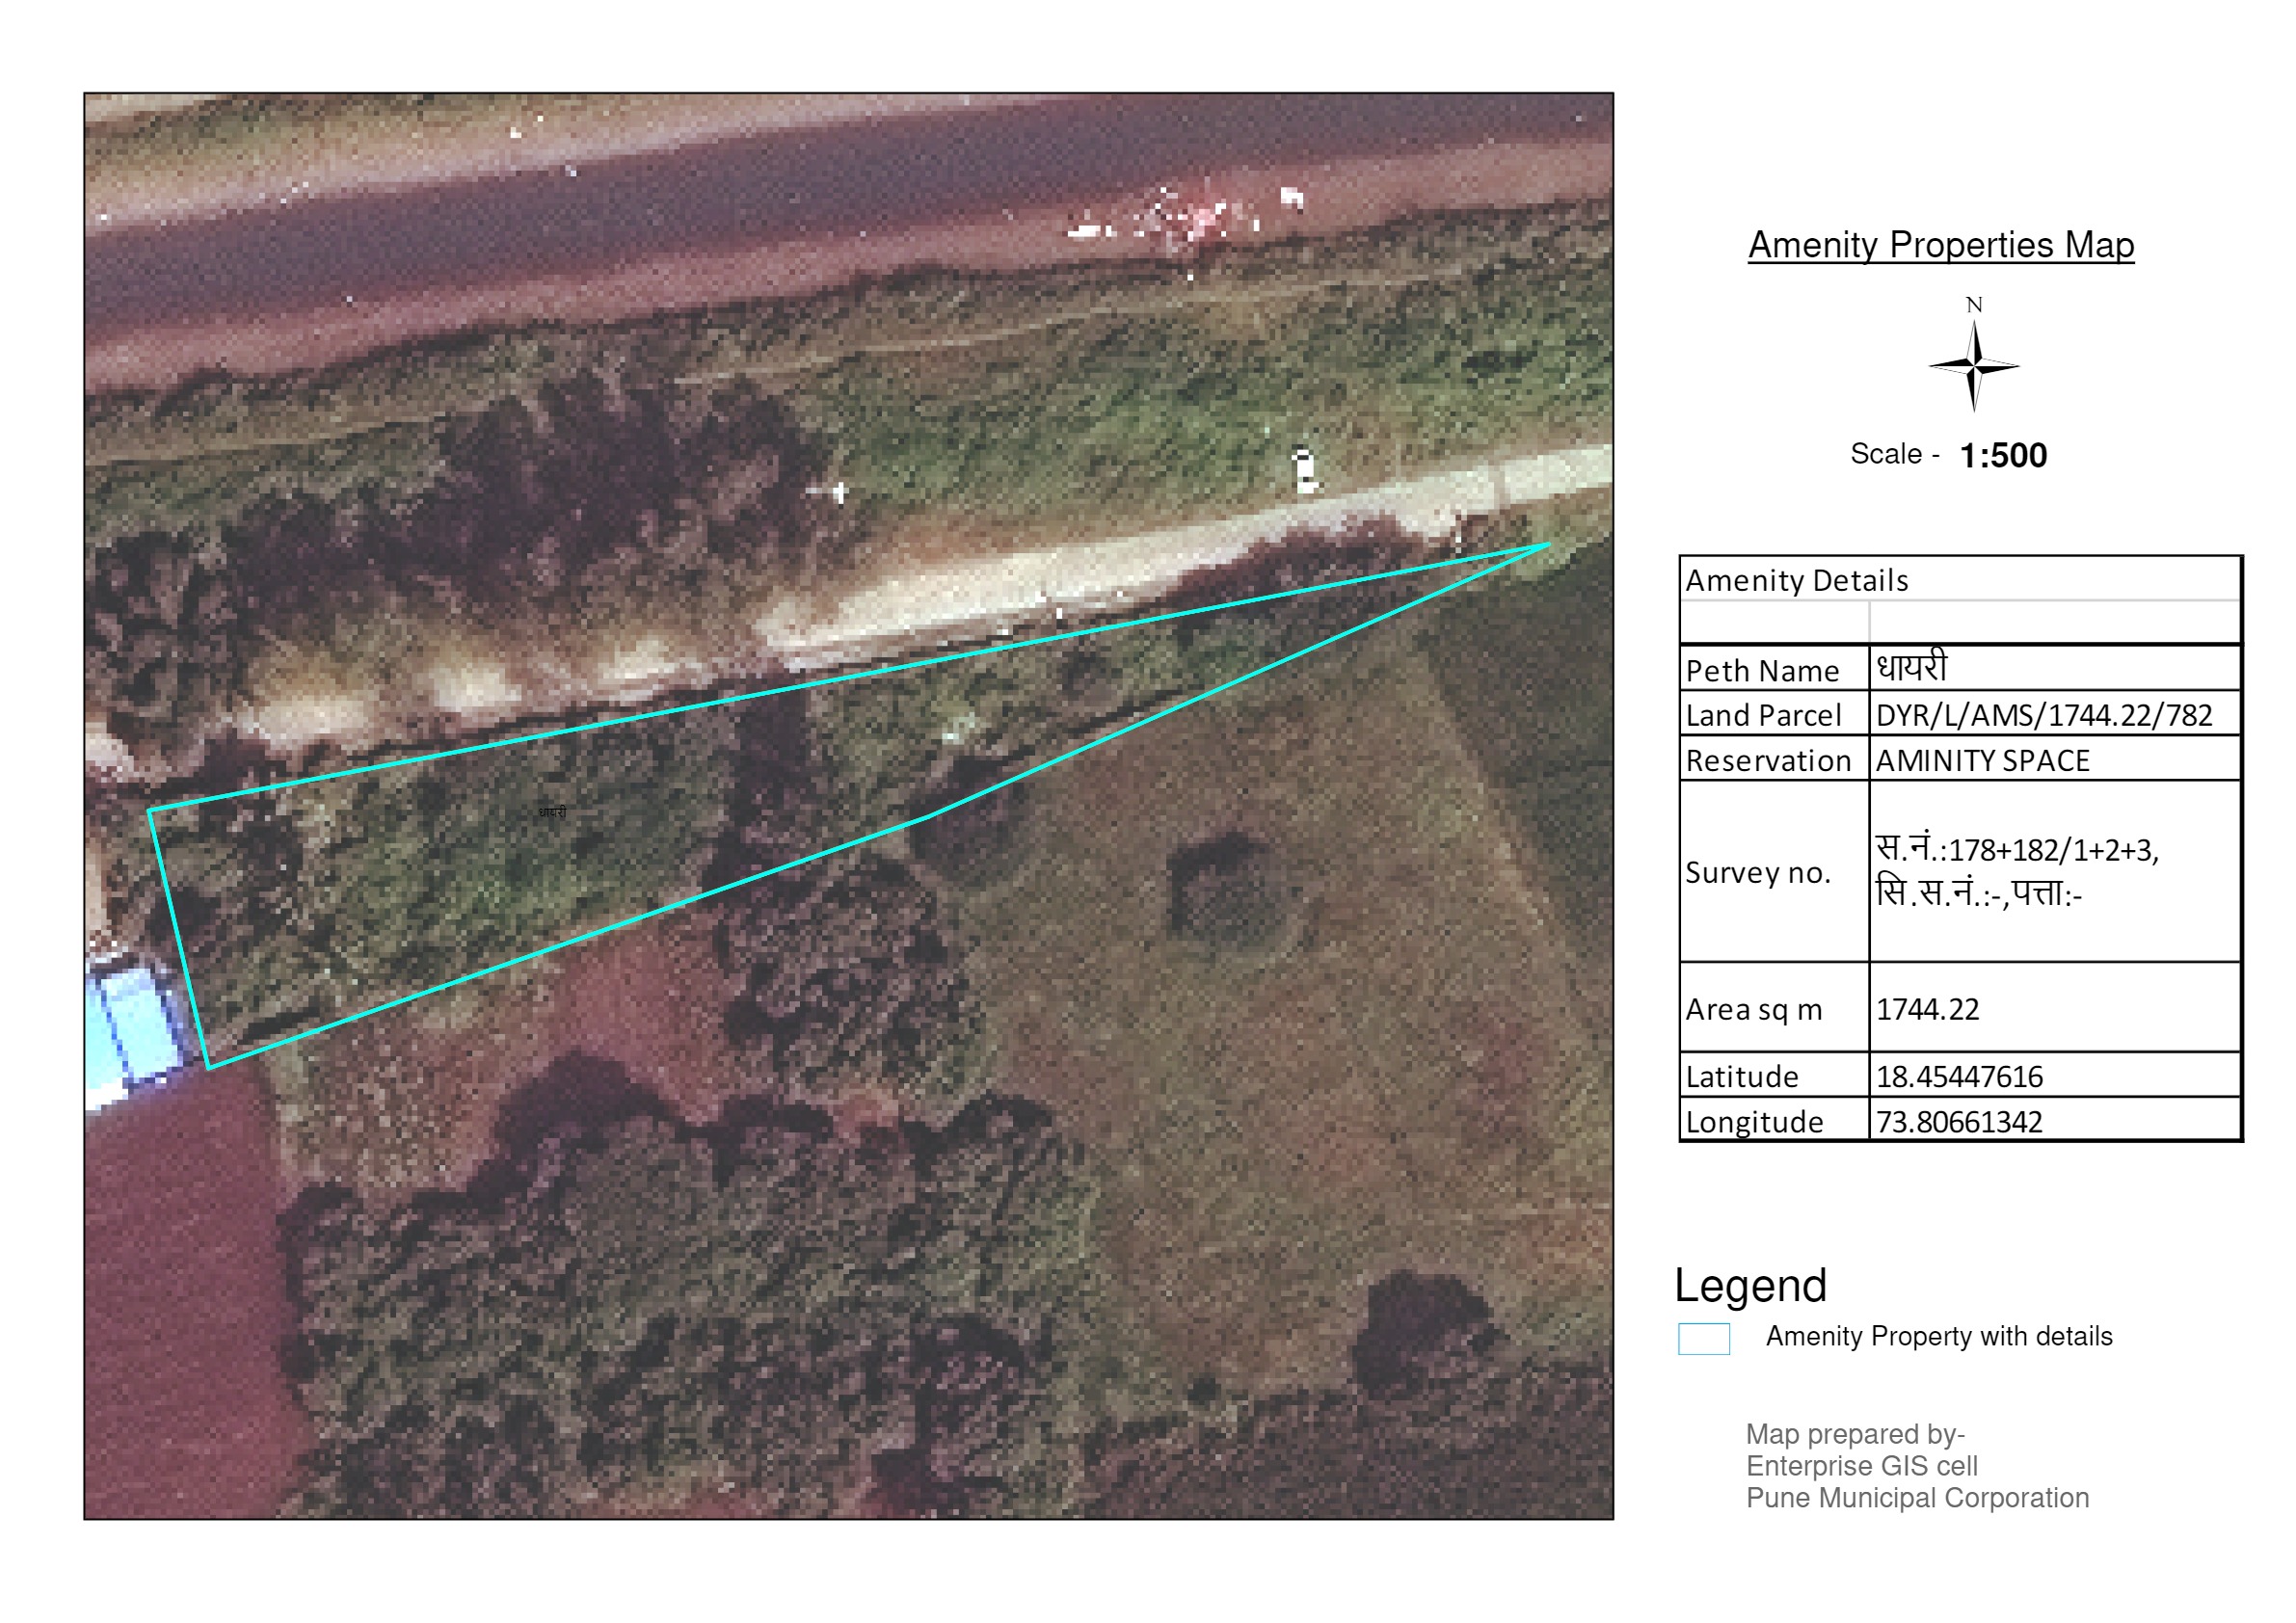 Amenity Properties Map
N
Scale - 1:500
Amenity Details
Peth Name धायरी
Land Parcel DYR/L/AMS/1744.22/782
Reservation AMINITY SPACE
Survey no. स.नं.:178+182/1+2+3,
सि.स.नं.:-,पत्ता:-
Area sq m 1744.22
Latitude 18.45447616
Longitude 73.80661342
धायरी
Legend
Amenity Property with details
Map prepared by-
Enterprise GIS cell
Pune Municipal Corporation